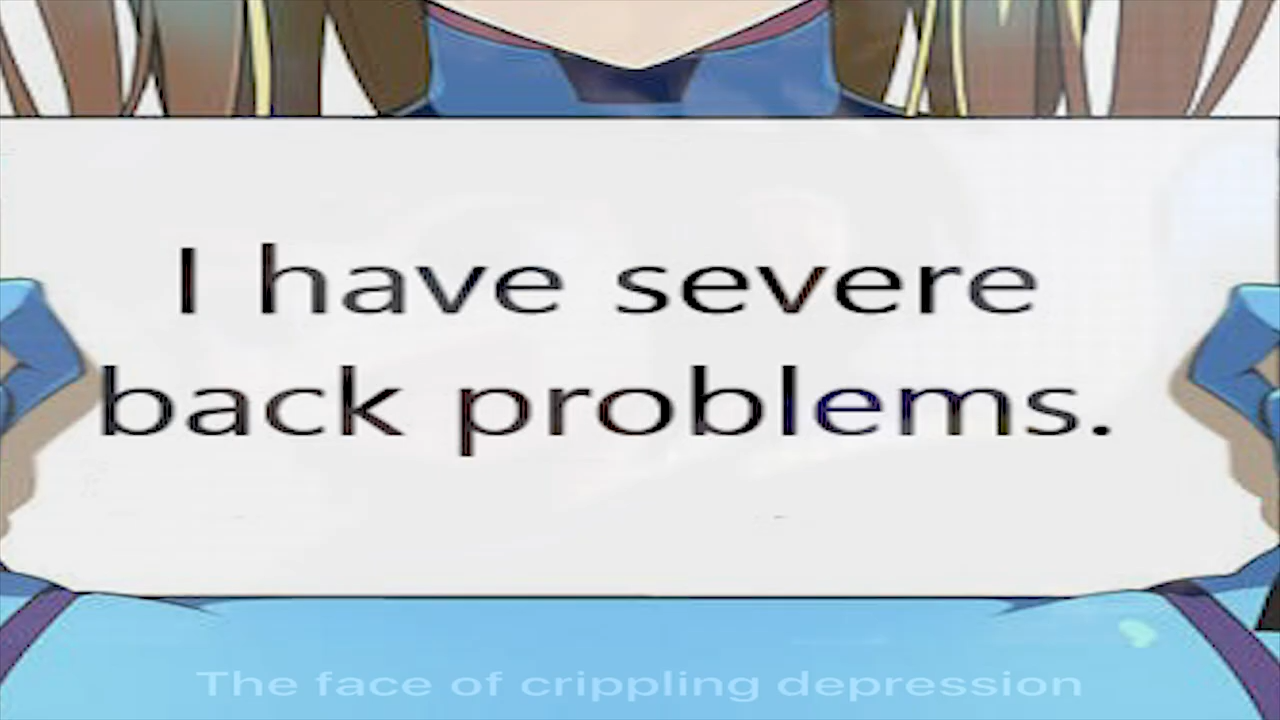 I have severe
back problems.
The face of crippling depression